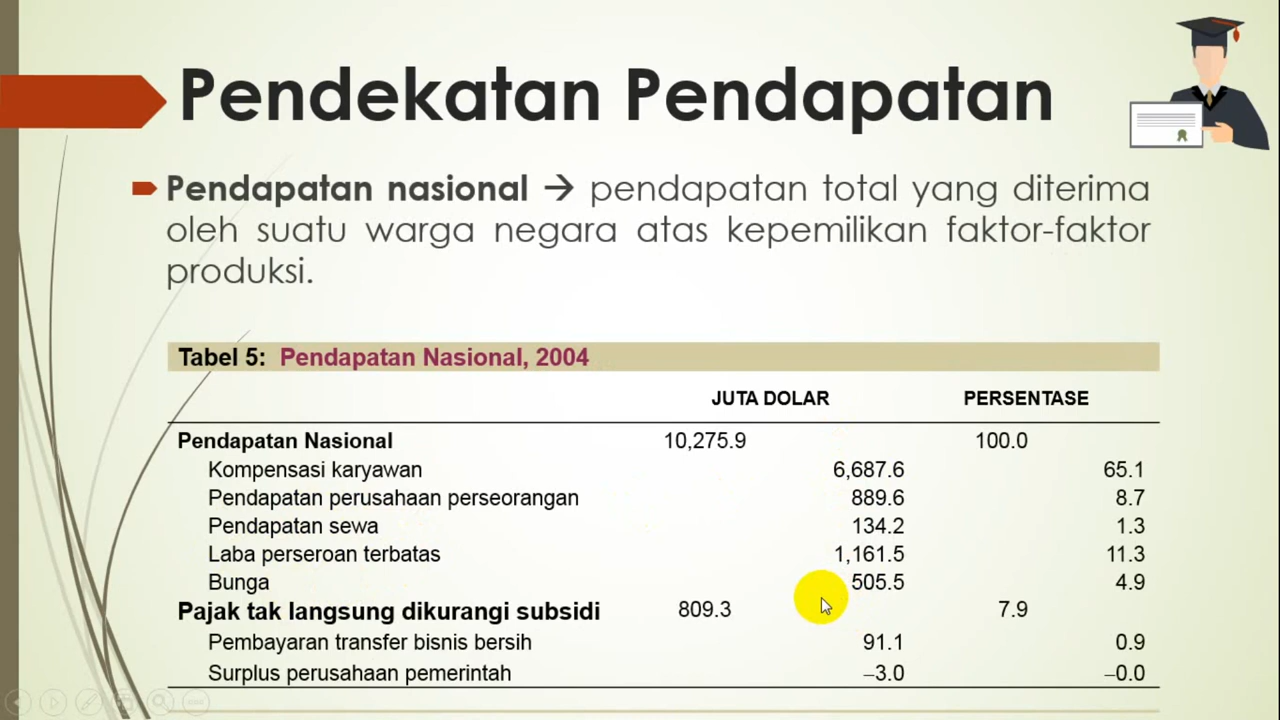 Pendekatan Pendapatan
Pendapatan nasional → pendapatan total yang diterima
oleh suatu warga negara atas kepemilikan faktor-faktor
produksi.
Tabel 5: Pendapatan Nasional, 2004
JUTA DOLAR PERSENTASE
Pendapatan Nasional 10,275.9 100.0
Kompensasi karyawan 6,687.6 65.1
Pendapatan perusahaan perseorangan 889.6 8.7
Pendapatan sewa 134.2 1.3
Laba perseroan terbatas 1,161.5 11.3
Bunga 505.5 4.9
Pajak tak langsung dikurangi subsidi 809.3 7.9
Pembayaran transfer bisnis bersih 91.1 0.9
Surplus perusahaan pemerintah –3.0 –0.0